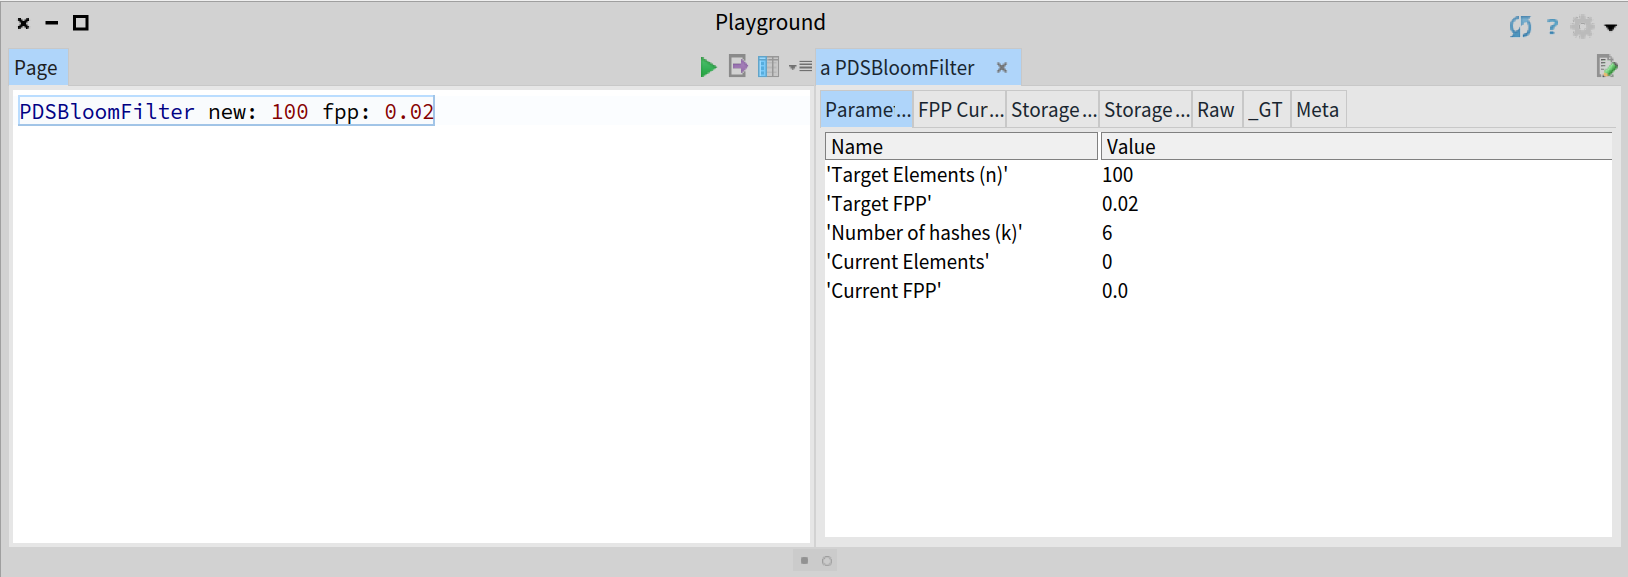 Playground
?
Page
a PDSBloomFilter
PDSBloomFilter new: 100 fpp: 0.02
Parame... FPP Cur... Storage ... Storage ... Raw _GT Meta
Name Value
'Target Elements (n)' 100
'Target FPP' 0.02
'Number of hashes (k)' 6
'Current Elements' 0
'Current FPP' 0.0